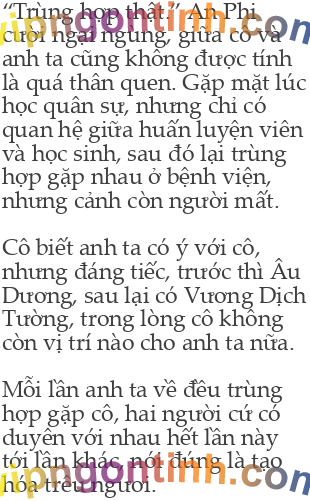 “Trùng hợp thật.” An Phi
cười ngại ngùng, giữa cô và
anh ta cũng không được tính
là quá thân quen. Gặp mặt lúc
học quân sự, nhưng chỉ có
quan hệ giữa huấn luyện viên
và học sinh, sau đó lại trùng
hợp gặp nhau ở bệnh viện,
nhưng cảnh còn người mất.
Cô biết anh ta có ý với cô,
nhưng đáng tiếc, trước thì Âu
Dương, sau lại có Vương Dịch
Tường, trong lòng cô không
còn vị trí nào cho anh ta nữa.
Mỗi lần anh ta về đều trùng
hợp gặp cô, hai người cứ có
duyên với nhau hết lần này
tới lần khác, nói đúng là tạo
hóa trêu người.
vipngontinh.com
vipngontinh.com